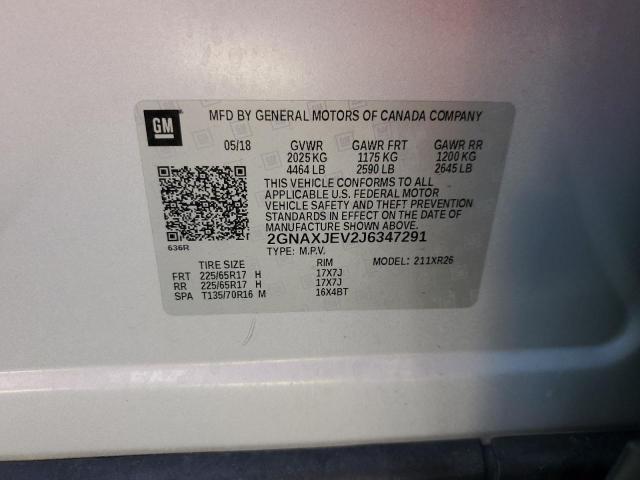 GM
MFD BY GENERAL MOTORS OF CANADA COMPANY
05/18 GVWR GAWR FRT GAWR RR
2025 KG 1175 KG 1200 KG
4464 LB 2590 LB 2645 LB
THIS VEHICLE CONFORMS TO ALL
APPLICABLE U.S. FEDERAL MOTOR
VEHICLE SAFETY AND THEFT PREVENTION
STANDARDS IN EFFECT ON THE DATE OF
MANUFACTURE SHOWN ABOVE.
2GNAXJEV2J6347291
636R
TYPE: M.P.V.
TIRE SIZE RIM MODEL: 211XR26
FRT 225/65R17 H 17X7J
RR 225/65R17 H 17X7J
SPA T135/70R16 M 16X4BT